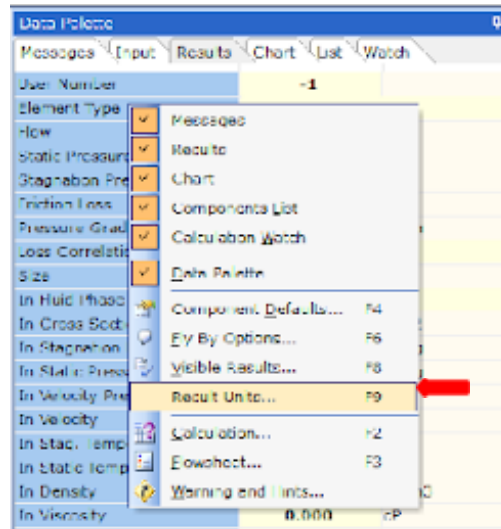 Data Palette
Messages Input Results Chart List Watch
User Number -1
Element Type
Flow
Static Pressure
Stagnation Pre
Friction Loss
Pressure Grad
Loss Correlatio
Size
In Fluid Phase
In Cross Sect
In Stagnation
In Static Press
In Velocity Pre
In Velocity
In Stag. Temp
In Static Temp
In Density
In Viscosity 0.000 cP
Messages
Results
Chart
Components List
Calculation Watch
Data Palette
Component Defaults... F4
Fly By Options... F6
Visible Results... F8
Result Units... F9
Calculation... F2
Flowsheet... F3
Warning and Hints...